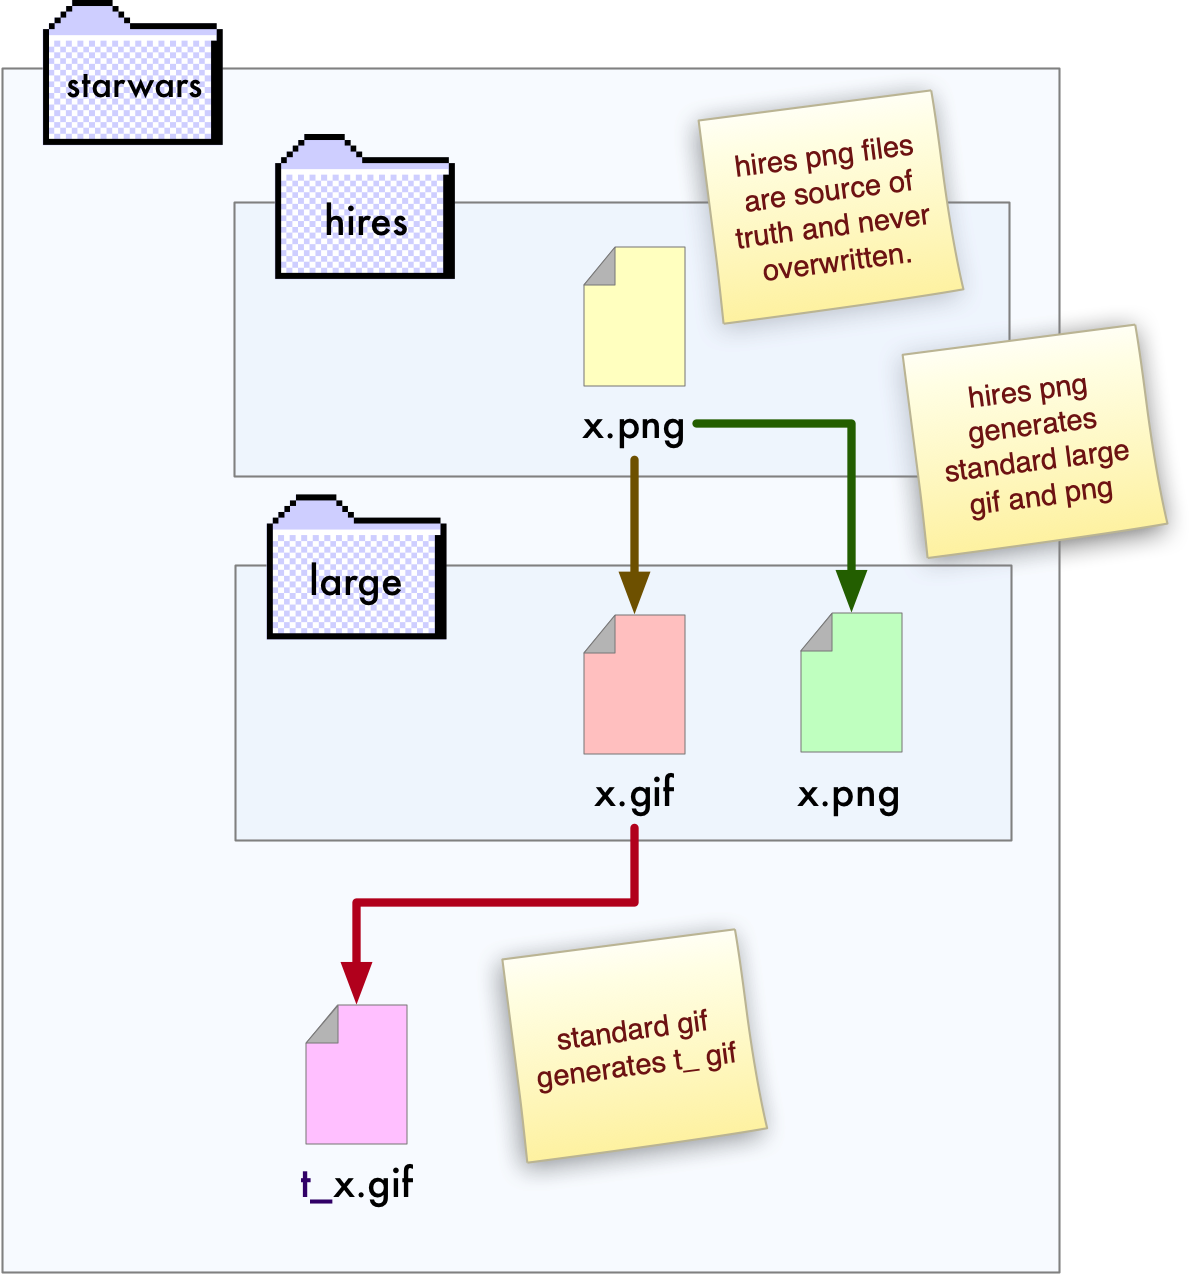 starwars
hires
hires png files
are source of
truth and never
overwritten.
x.png
hires png
generates
standard large
gif and png
large
x.gif
x.png
standard gif
generates t_ gif
t_x.gif